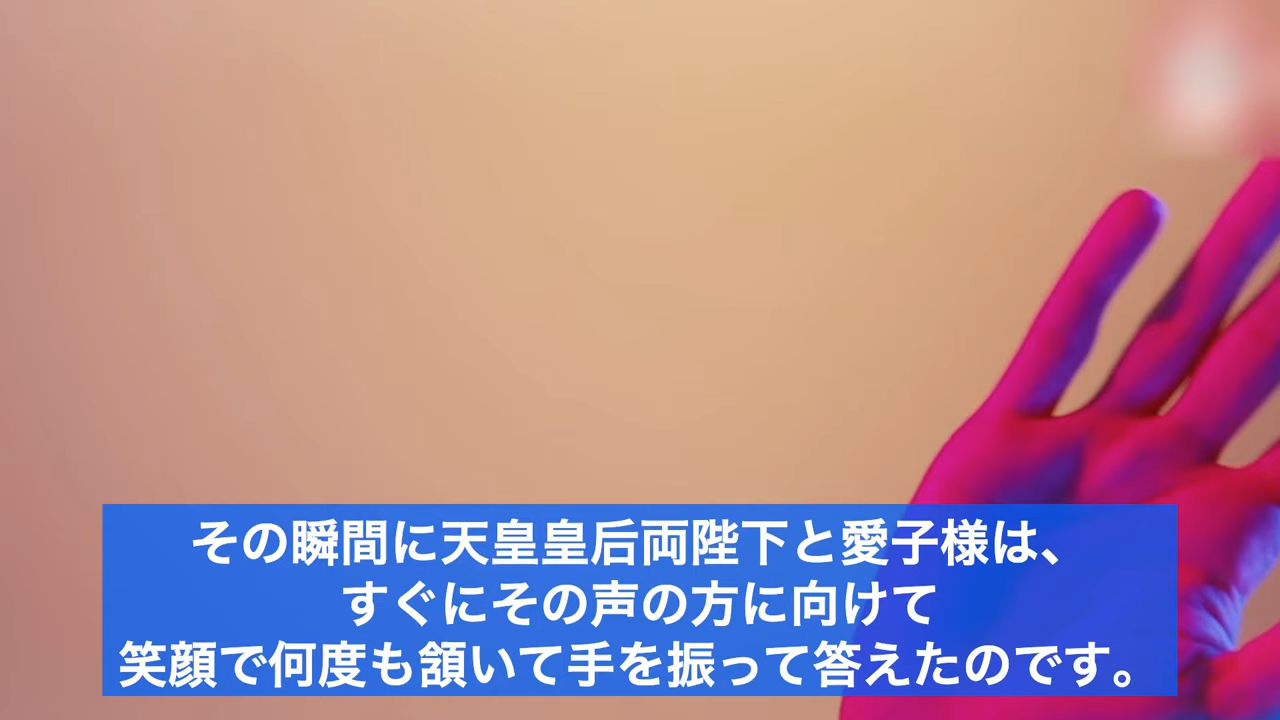 その瞬間に天皇皇后両陛下と愛子様は、
すぐにその声の方に向けて
笑顔で何度も頷いて手を振って答えたのです。